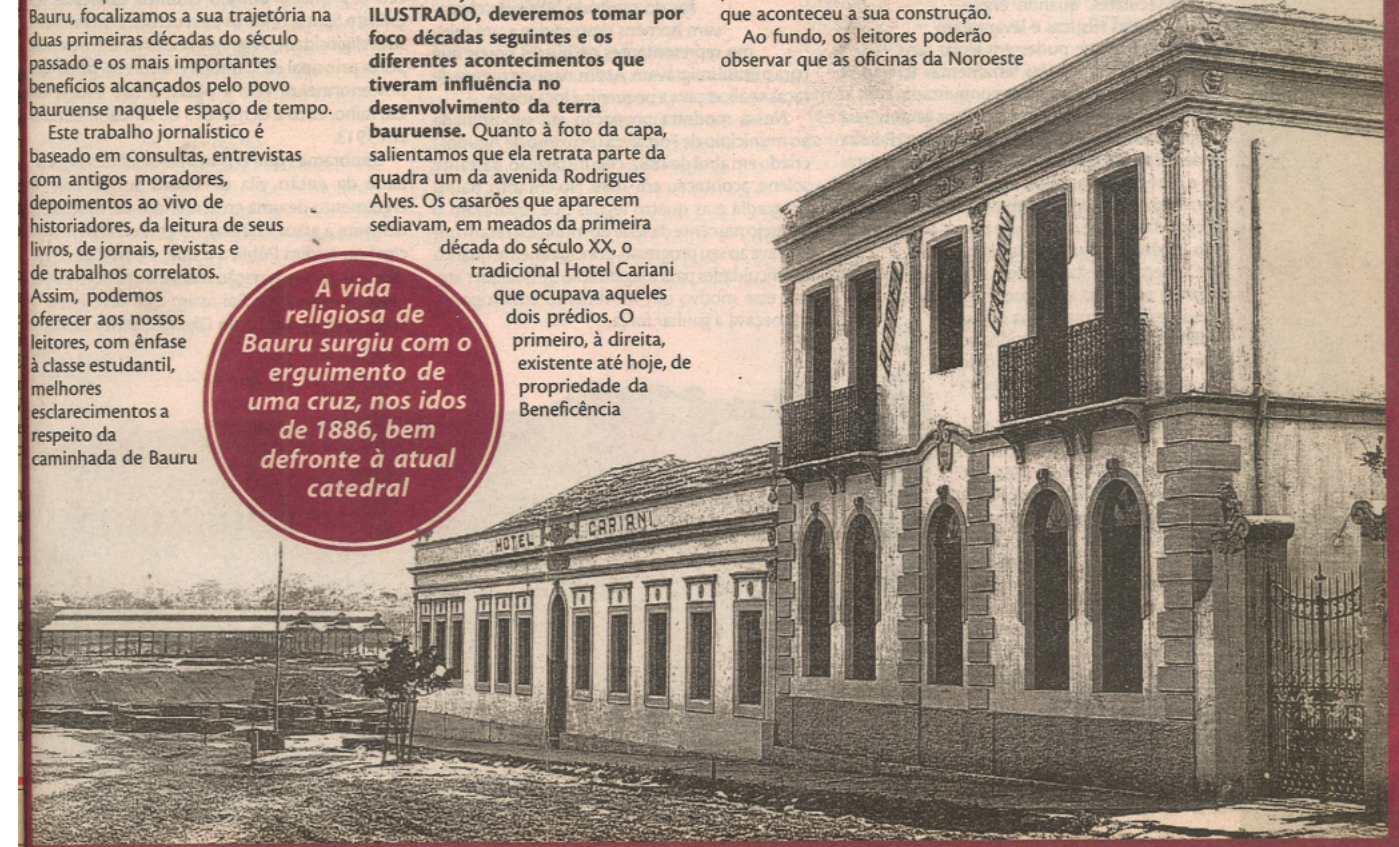 Bauru, focalizamos a sua trajetória na
duas primeiras décadas do século
passado e os mais importantes
benefícios alcançados pelo povo
bauruense naquele espaço de tempo.
Este trabalho jornalístico é
baseado em consultas, entrevistas
com antigos moradores,
depoimentos ao vivo de
historiadores, da leitura de seus
livros, de jornais, revistas e
de trabalhos correlatos.
Assim, podemos
oferecer aos nossos
leitores, com ênfase
à classe estudantil,
melhores
esclarecimentos a
respeito da
caminhada de Bauru
ILUSTRADO, deveremos tomar por
foco décadas seguintes e os
diferentes acontecimentos que
tiveram influência no
desenvolvimento da terra
bauruense. Quanto à foto da capa,
salientamos que ela retrata parte da
quadra um da avenida Rodrigues
Alves. Os casarões que aparecem
sediavam, em meados da primeira
década do século XX, o
tradicional Hotel Cariani
que ocupava aqueles
dois prédios. O
primeiro, à direita,
existente até hoje, de
propriedade da
Beneficência
que aconteceu a sua construção.
Ao fundo, os leitores poderão
observar que as oficinas da Noroeste
A vida
religiosa de
Bauru surgiu com o
erguimento de
uma cruz, nos idos
de 1886, bem
defronte à atual
catedral
HOTEL CARIANI
HOTEL CARIANI